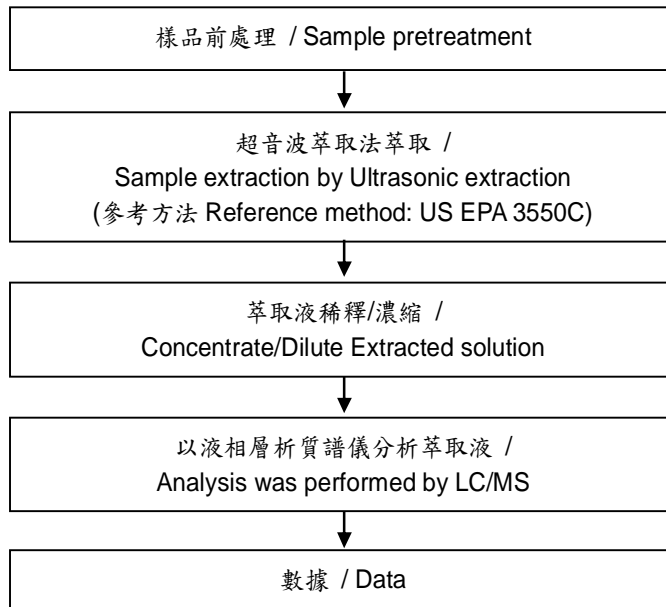 樣品前處理 / Sample pretreatment
超音波萃取法萃取 /
Sample extraction by Ultrasonic extraction
(參考方法 Reference method: US EPA 3550C)
萃取液稀釋/濃縮 /
Concentrate/Dilute Extracted solution
以液相層析質譜儀分析萃取液 /
Analysis was performed by LC/MS
數據 / Data